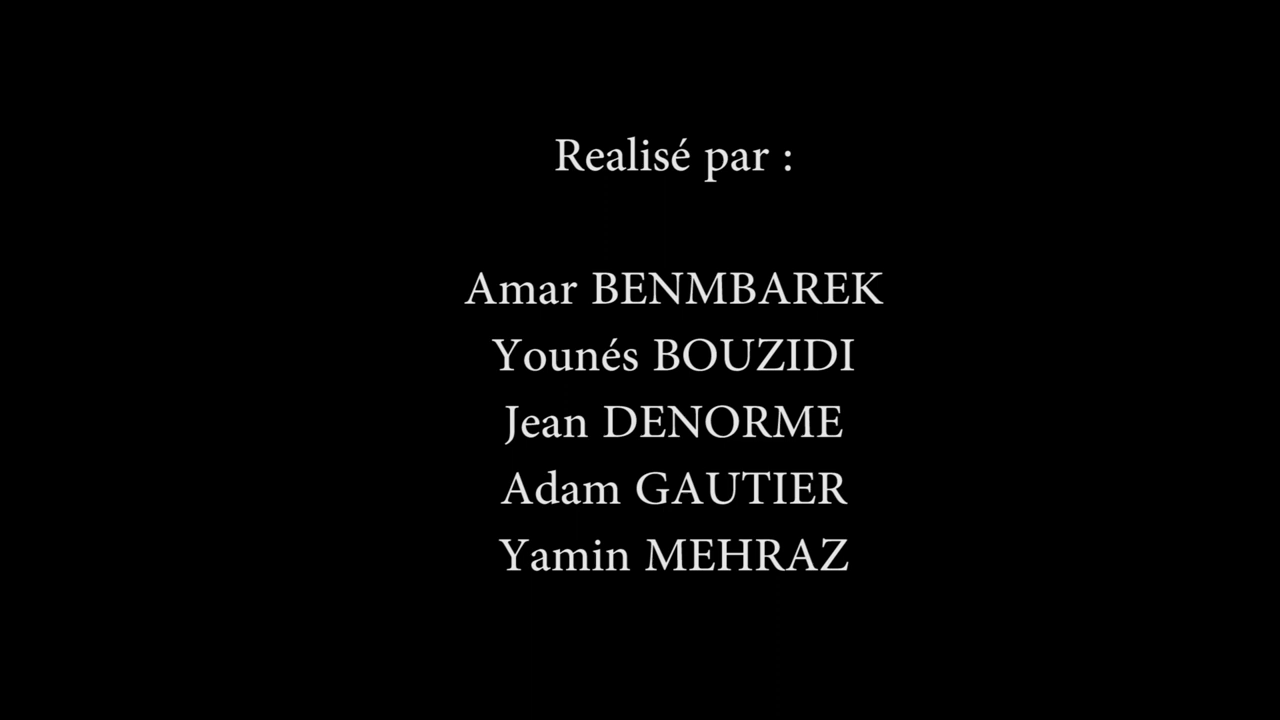 Realisé par :
Amar BENMBAREK
Younés BOUZIDI
Jean DENORME
Adam GAUTIER
Yamin MEHRAZ